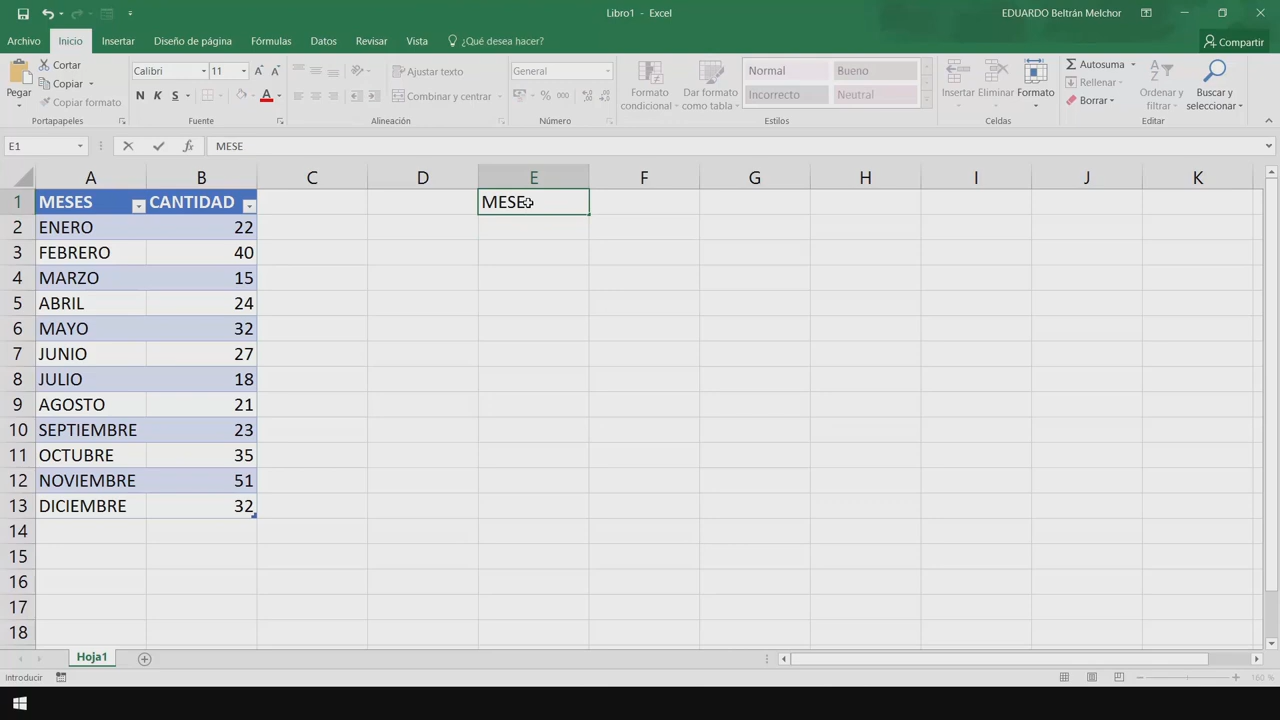 Libro1 - Excel
EDUARDO Beltrán Melchor
Archivo Inicio Insertar Diseño de página Fórmulas Datos Revisar Vista ¿Qué desea hacer? Compartir
Pegar
Cortar
Copiar
Copiar formato
Portapapeles
Calibri 11
N K S A
Fuente
Ajustar texto
Combinar y centrar
Alineación
General
% 000
Número
Formato condicional
Dar formato como tabla
Normal Bueno
Incorrecto Neutral
Estilos
Insertar Eliminar Formato
Celdas
Autosuma
Rellenar
Borrar
Ordenar y filtrar
Buscar y seleccionar
Editar
E1 fx MESE
A B C D E F G H I J K
1 MESES CANTIDAD MESE
2 ENERO 22
3 FEBRERO 40
4 MARZO 15
5 ABRIL 24
6 MAYO 32
7 JUNIO 27
8 JULIO 18
9 AGOSTO 21
10 SEPTIEMBRE 23
11 OCTUBRE 35
12 NOVIEMBRE 51
13 DICIEMBRE 32
14
15
16
17
18
Hoja1
Introducir 160 %